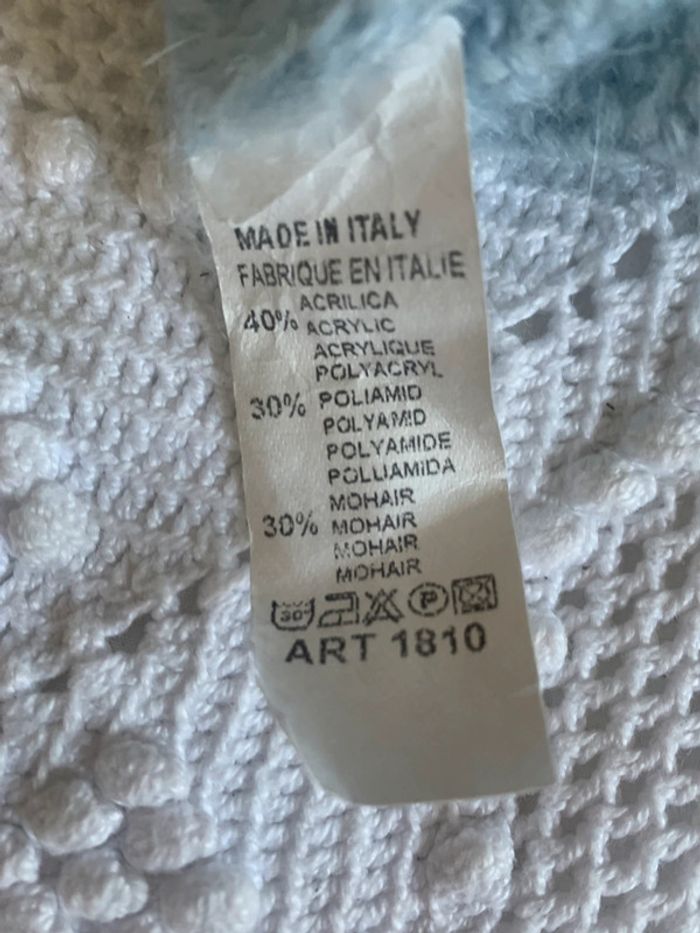 MADE IN ITALY
FABRIQUE EN ITALIE
ACRILICA
40% ACRYLIC
ACRYLIQUE
POLYACRYL
30% POLIAMID
POLYAMID
POLYAMIDE
POLLIAMIDA
MOHAIR
30% MOHAIR
MOHAIR
MOHAIR
30 P
ART 1810